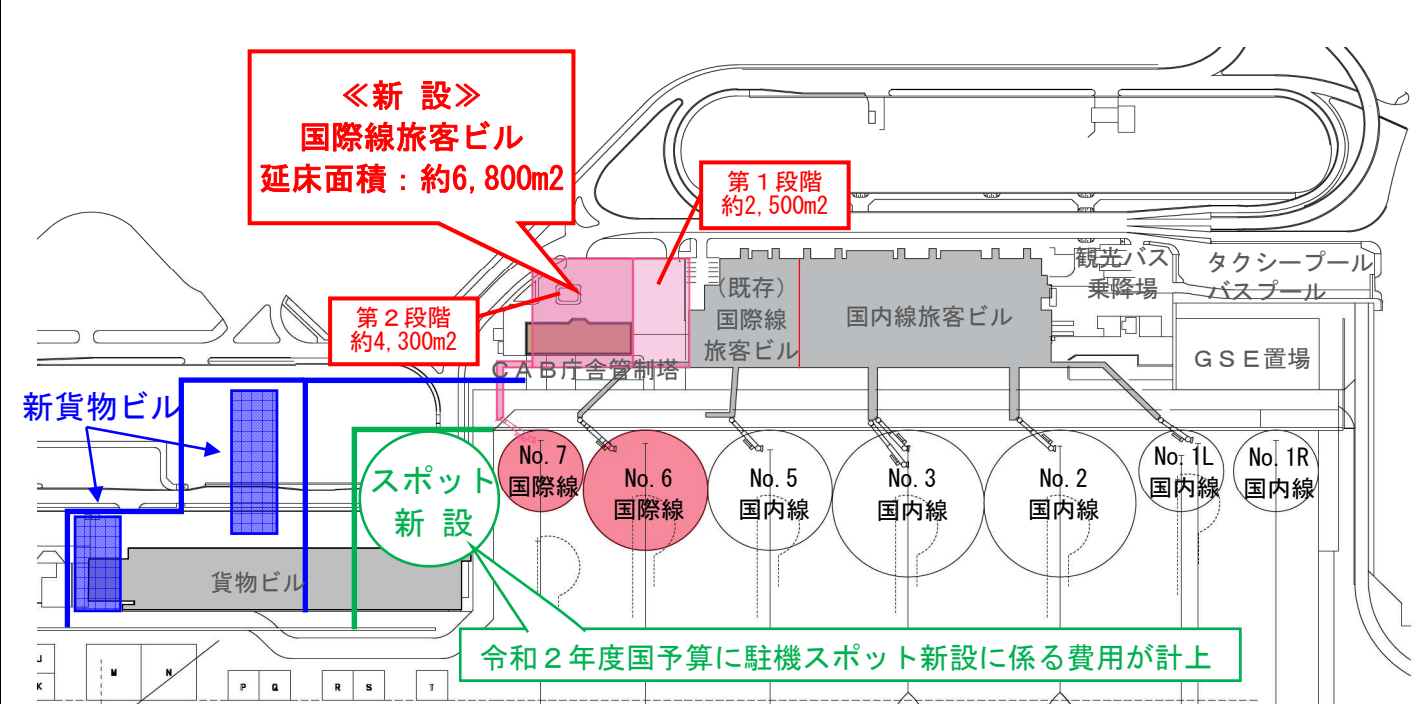 ≪新 設≫
国際線旅客ビル
延床面積：約6,800m2
第１段階
約2,500m2
第２段階
約4,300m2
（既存）
国際線
旅客ビル
国内線旅客ビル
観光バス
乗降場
タクシープール
バスプール
ＧＳＥ置場
ＣＡＢ庁舎管制塔
新貨物ビル
スポット
新 設
No. 7
国際線
No. 6
国際線
No. 5
国内線
No. 3
国内線
No. 2
国内線
No. 1L
国内線
No. 1R
国内線
貨物ビル
令和２年度国予算に駐機スポット新設に係る費用が計上
J
K
M
N
P
Q
R
S
T